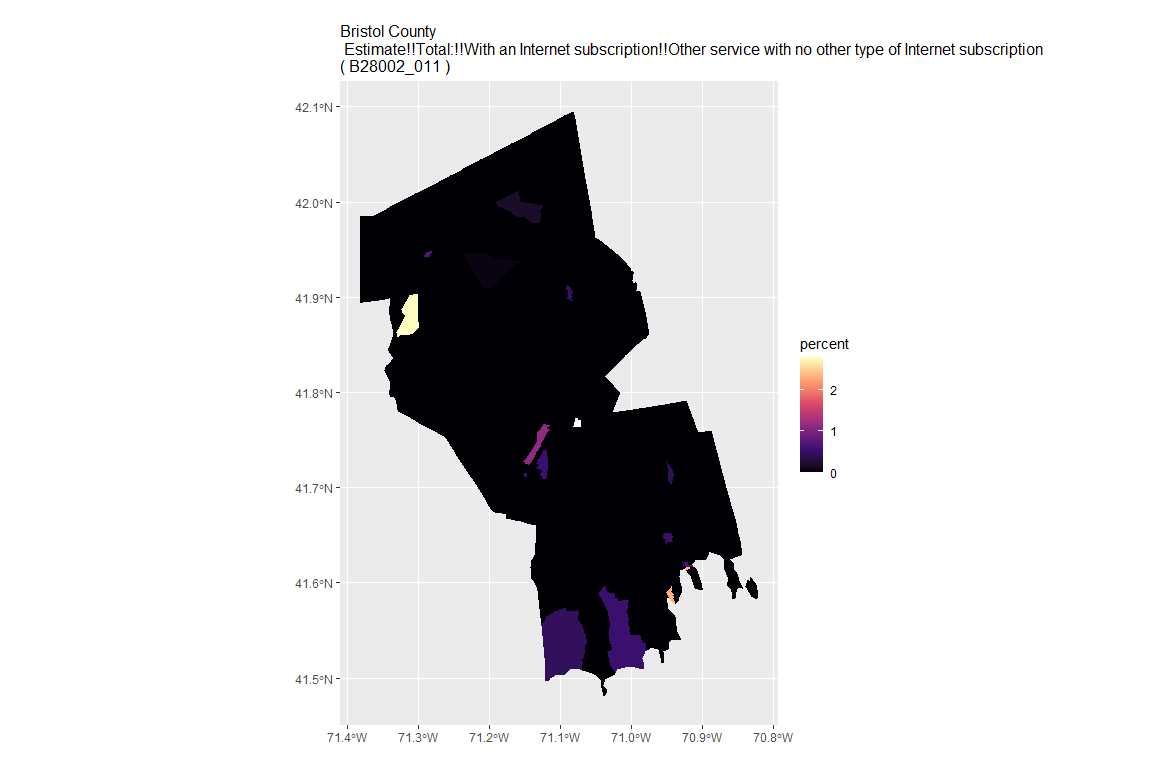 Bristol County
Estimate!!Total:!!With an Internet subscription!!Other service with no other type of Internet subscription
( B28002_011 )
42.1°N
42.0°N
41.9°N
41.8°N
41.7°N
41.6°N
41.5°N
71.4°W 71.3°W 71.2°W 71.1°W 71.0°W 70.9°W 70.8°W
percent
2
1
0